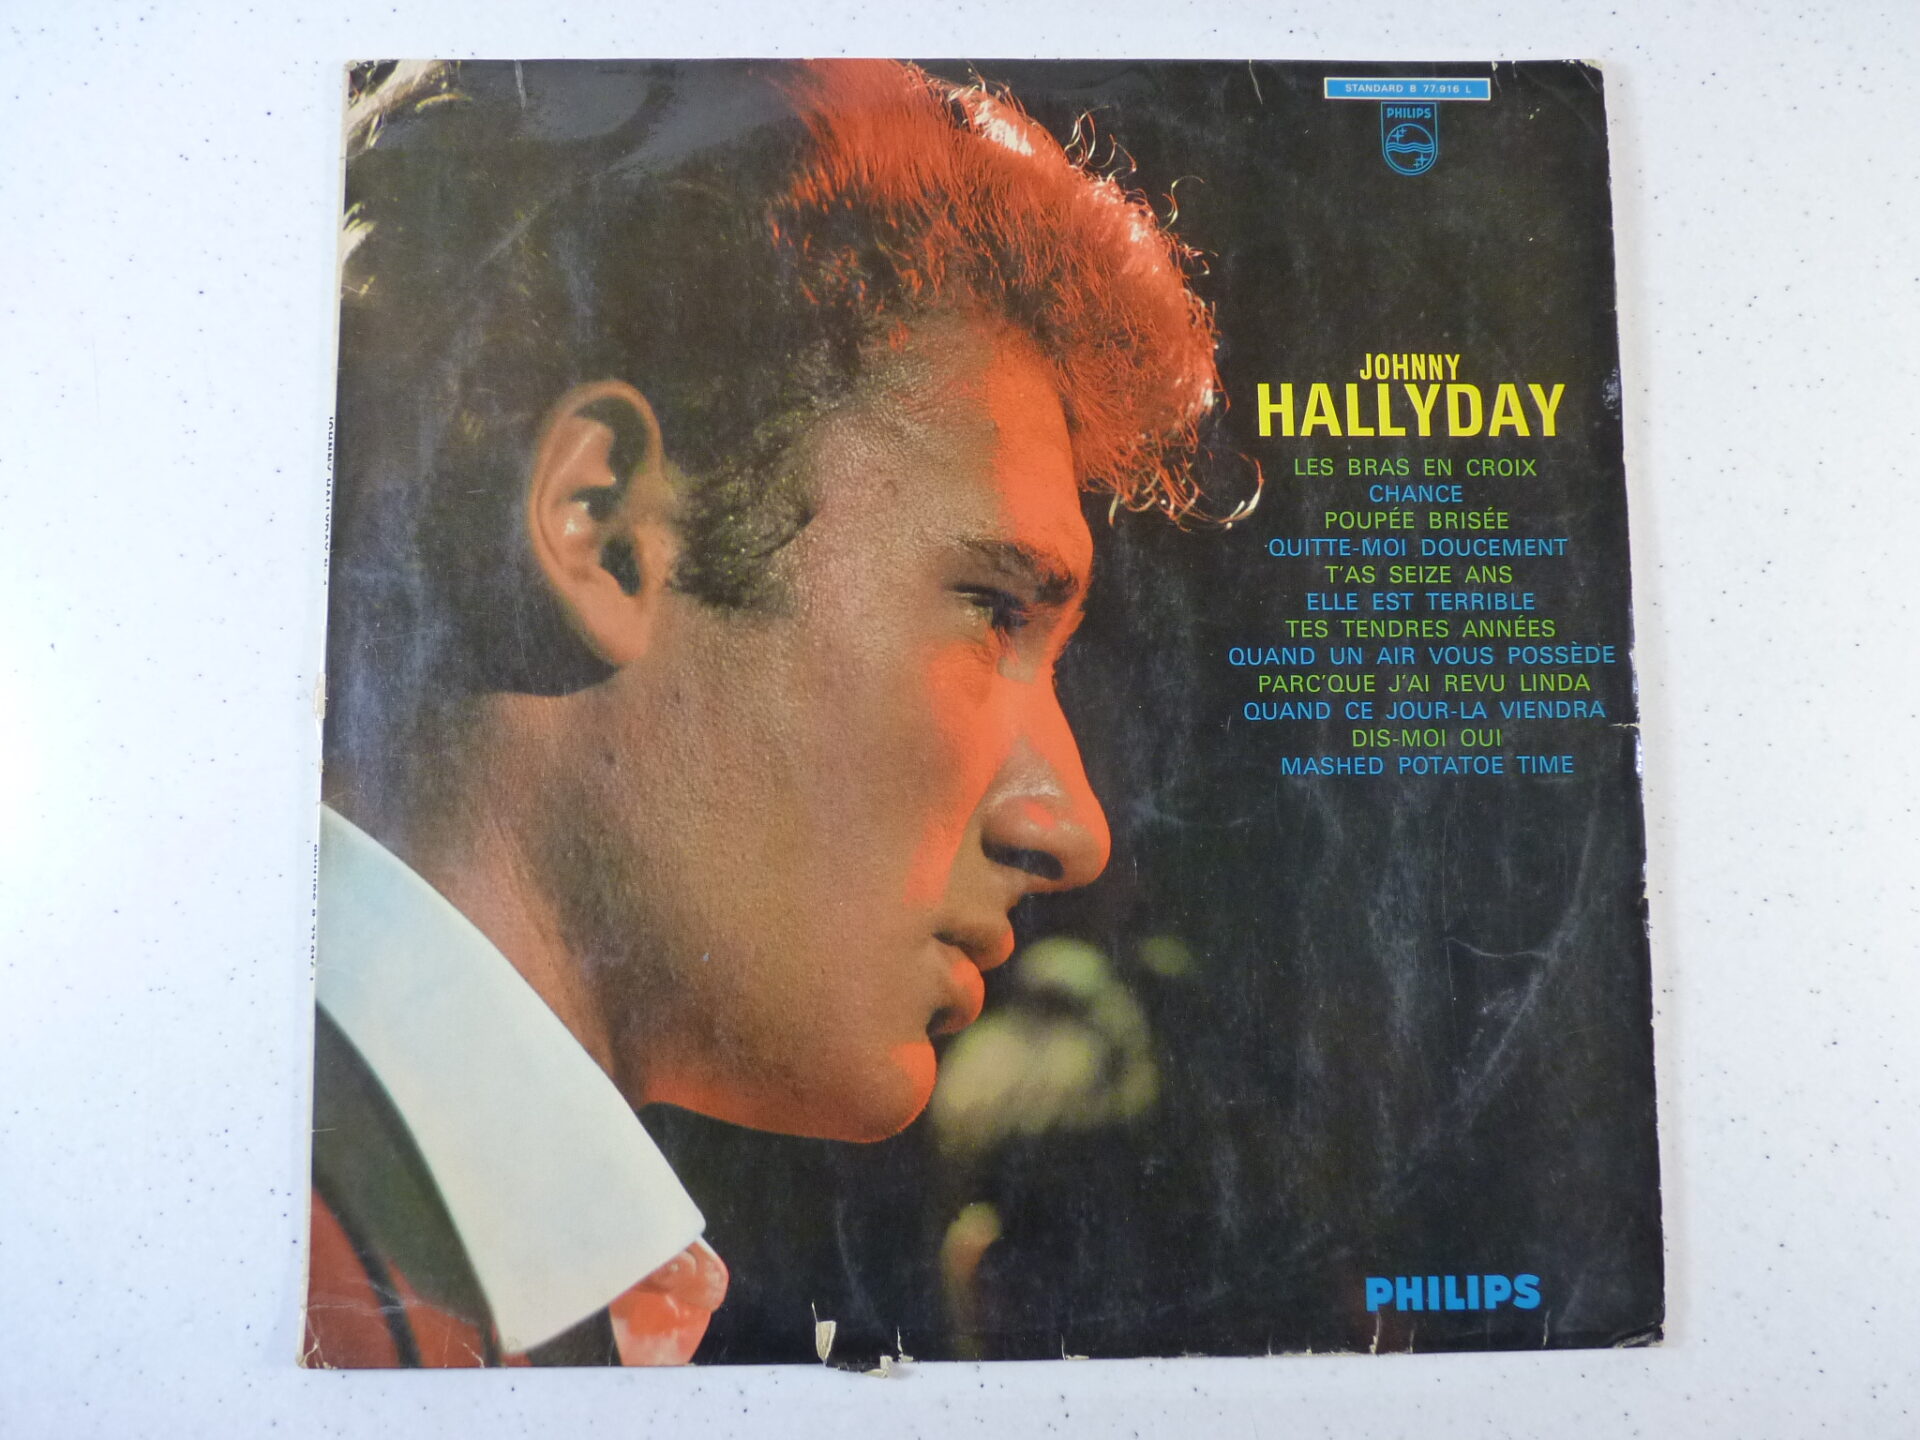 STANDARD B 77.916 L
PHILIPS
JOHNNY
HALLYDAY
LES BRAS EN CROIX
CHANCE
POUPÉE BRISÉE
QUITTE-MOI DOUCEMENT
T'AS SEIZE ANS
ELLE EST TERRIBLE
TES TENDRES ANNÉES
QUAND UN AIR VOUS POSSÈDE
PARC'QUE J'AI REVU LINDA
QUAND CE JOUR-LA VIENDRA
DIS-MOI OUI
MASHED POTATOE TIME
PHILIPS